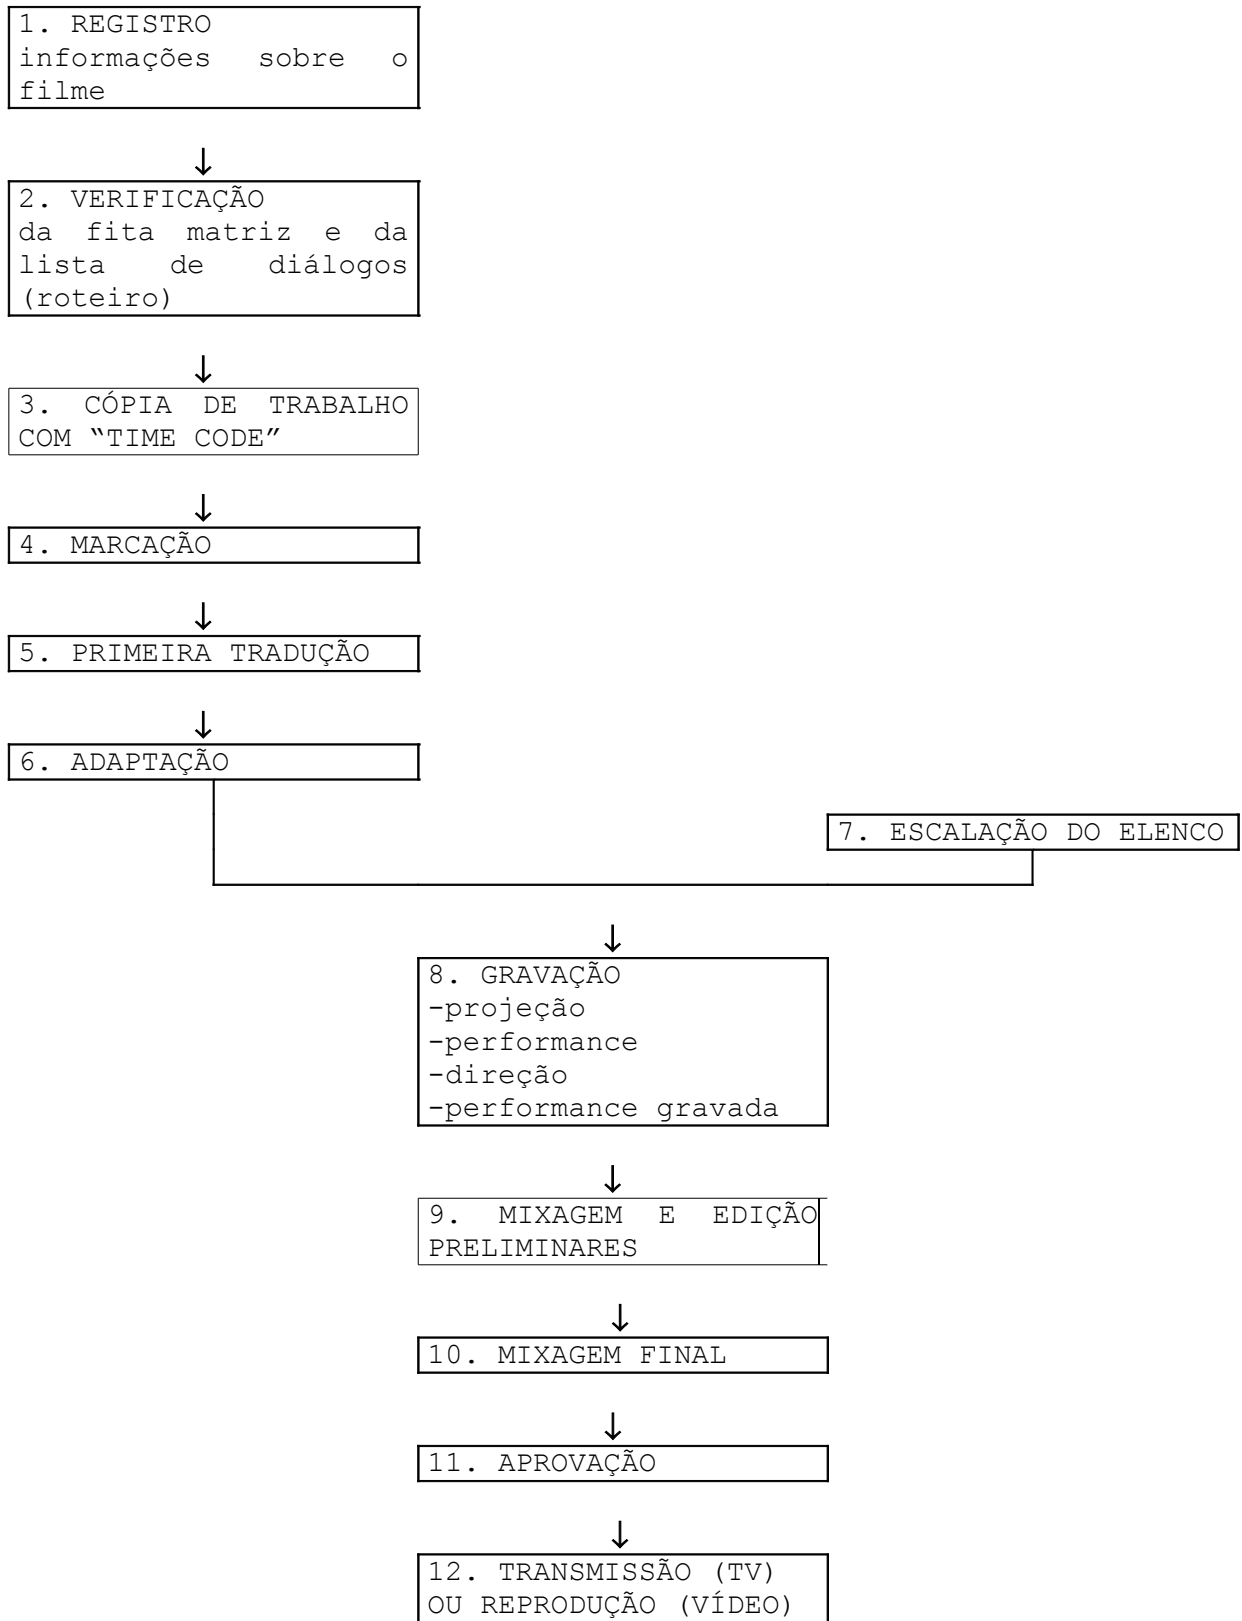 1. REGISTRO
informações sobre o
filme
↓
2. VERIFICAÇÃO
da fita matriz e da
lista de diálogos
(roteiro)
↓
3. CÓPIA DE TRABALHO
COM “TIME CODE”
↓
4. MARCAÇÃO
↓
5. PRIMEIRA TRADUÇÃO
↓
6. ADAPTAÇÃO
7. ESCALAÇÃO DO ELENCO
↓
8. GRAVAÇÃO
-projeção
-performance
-direção
-performance gravada
↓
9. MIXAGEM E EDIÇÃO
PRELIMINARES
↓
10. MIXAGEM FINAL
↓
11. APROVAÇÃO
↓
12. TRANSMISSÃO (TV)
OU REPRODUÇÃO (VÍDEO)